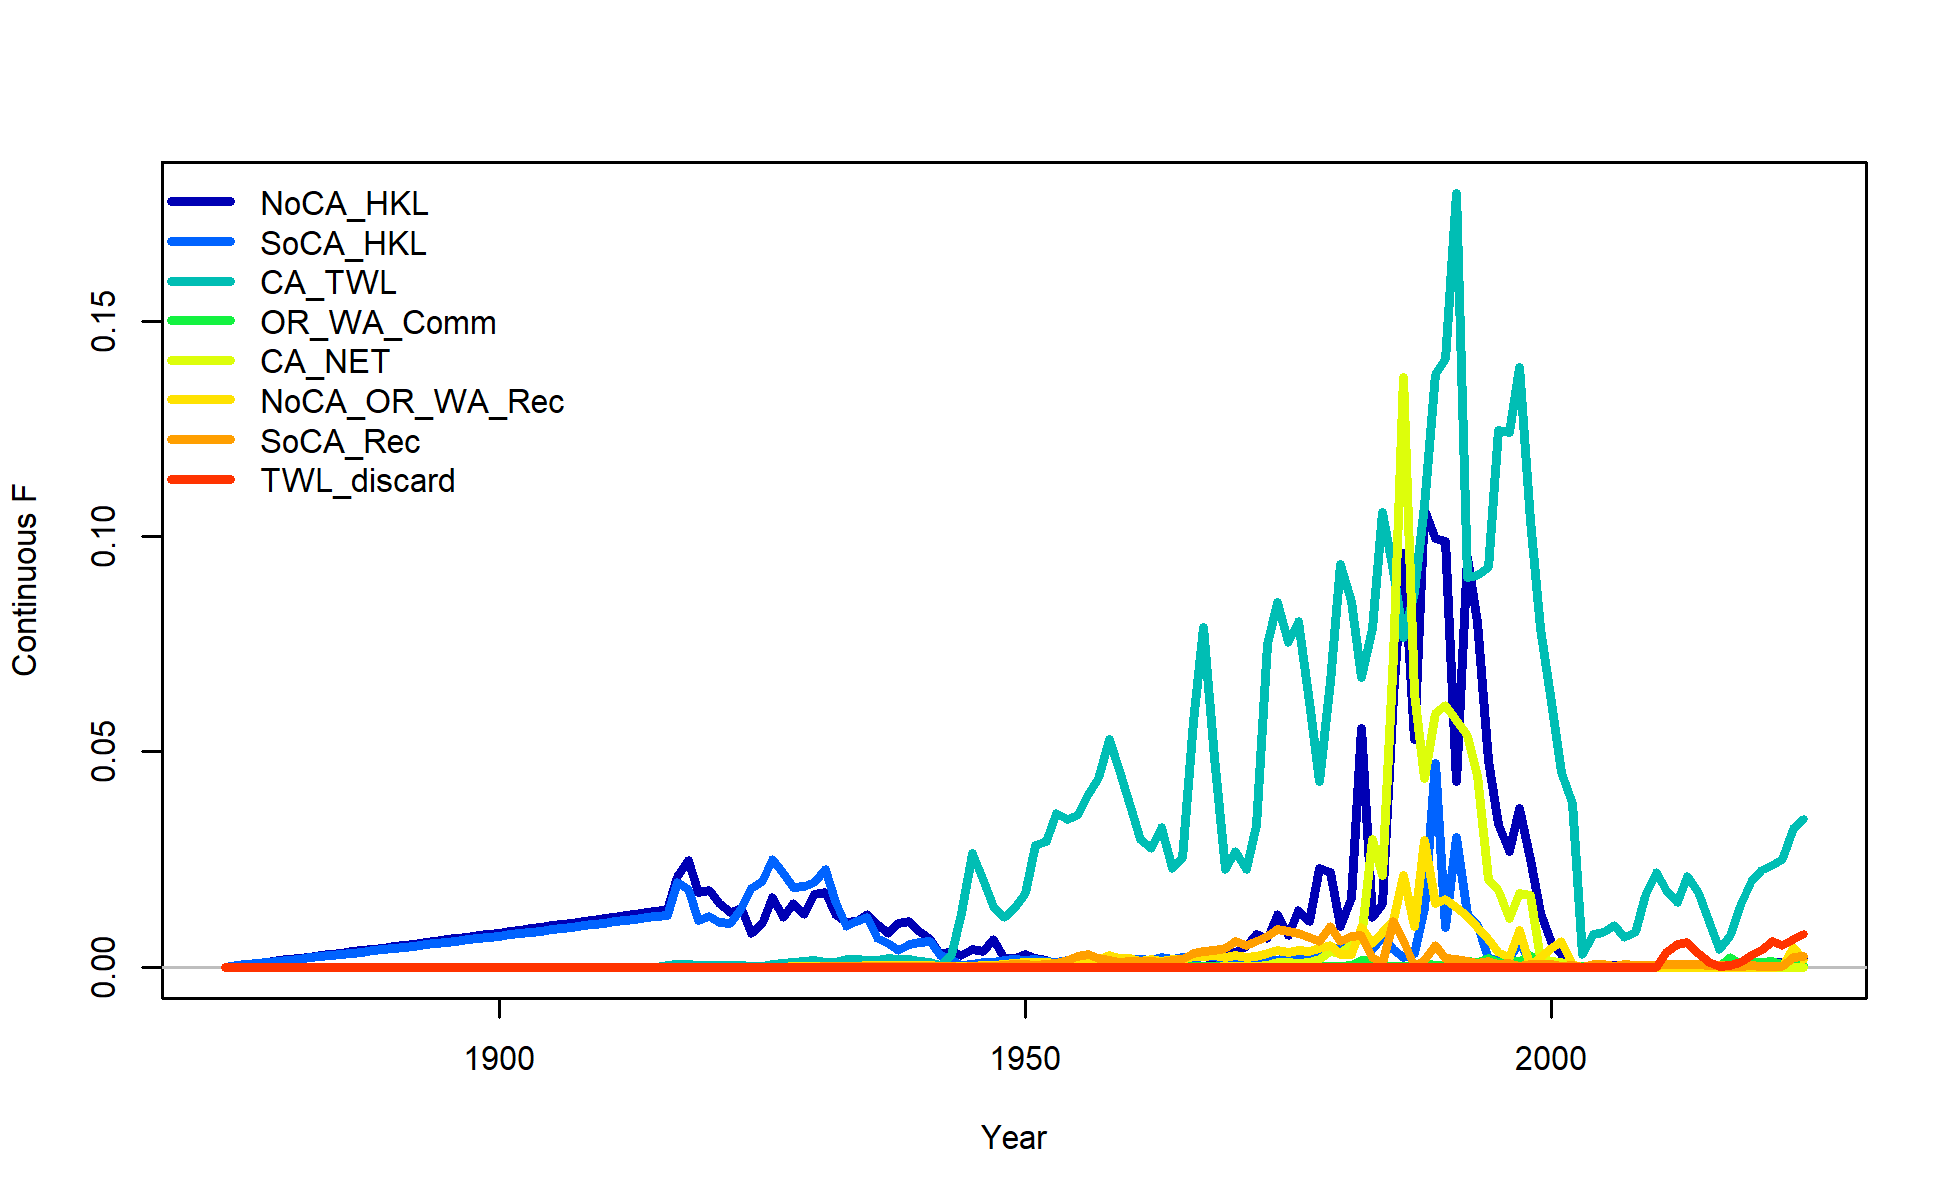 NoCA_HKL
SoCA_HKL
CA_TWL
OR_WA_Comm
CA_NET
NoCA_OR_WA_Rec
SoCA_Rec
TWL_discard
Continuous F
0.15
0.10
0.05
0.00
1900 1950 2000
Year